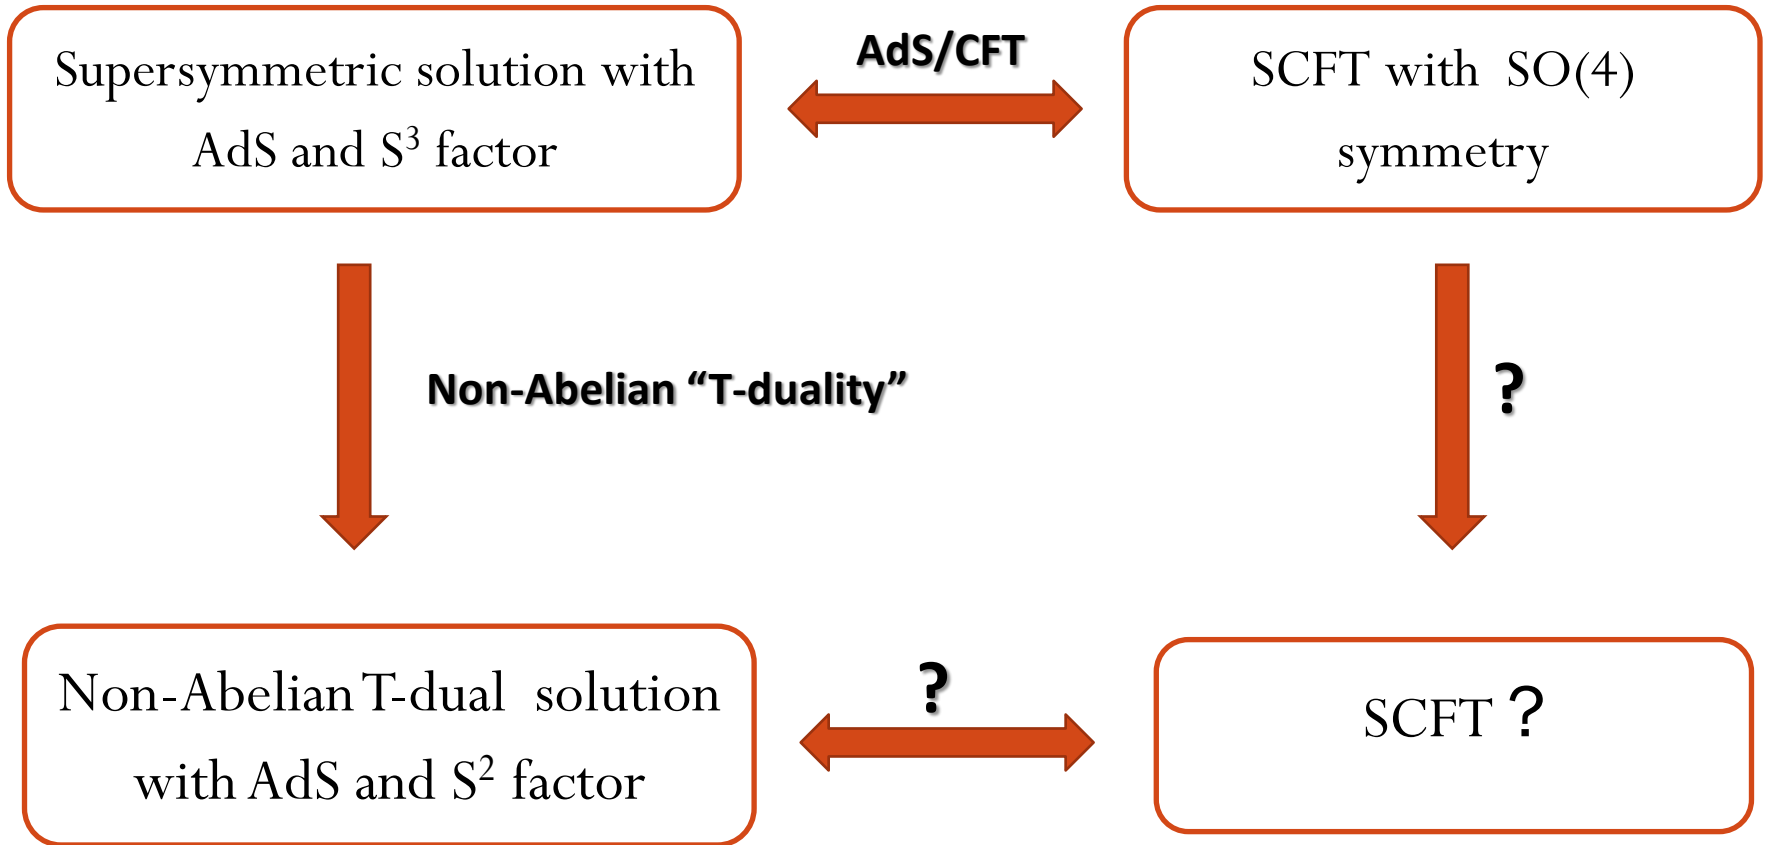 Supersymmetric solution with
AdS and S³ factor
AdS/CFT
SCFT with SO(4)
symmetry
Non-Abelian “T-duality”
?
Non-Abelian T-dual solution
with AdS and S² factor
?
SCFT ?